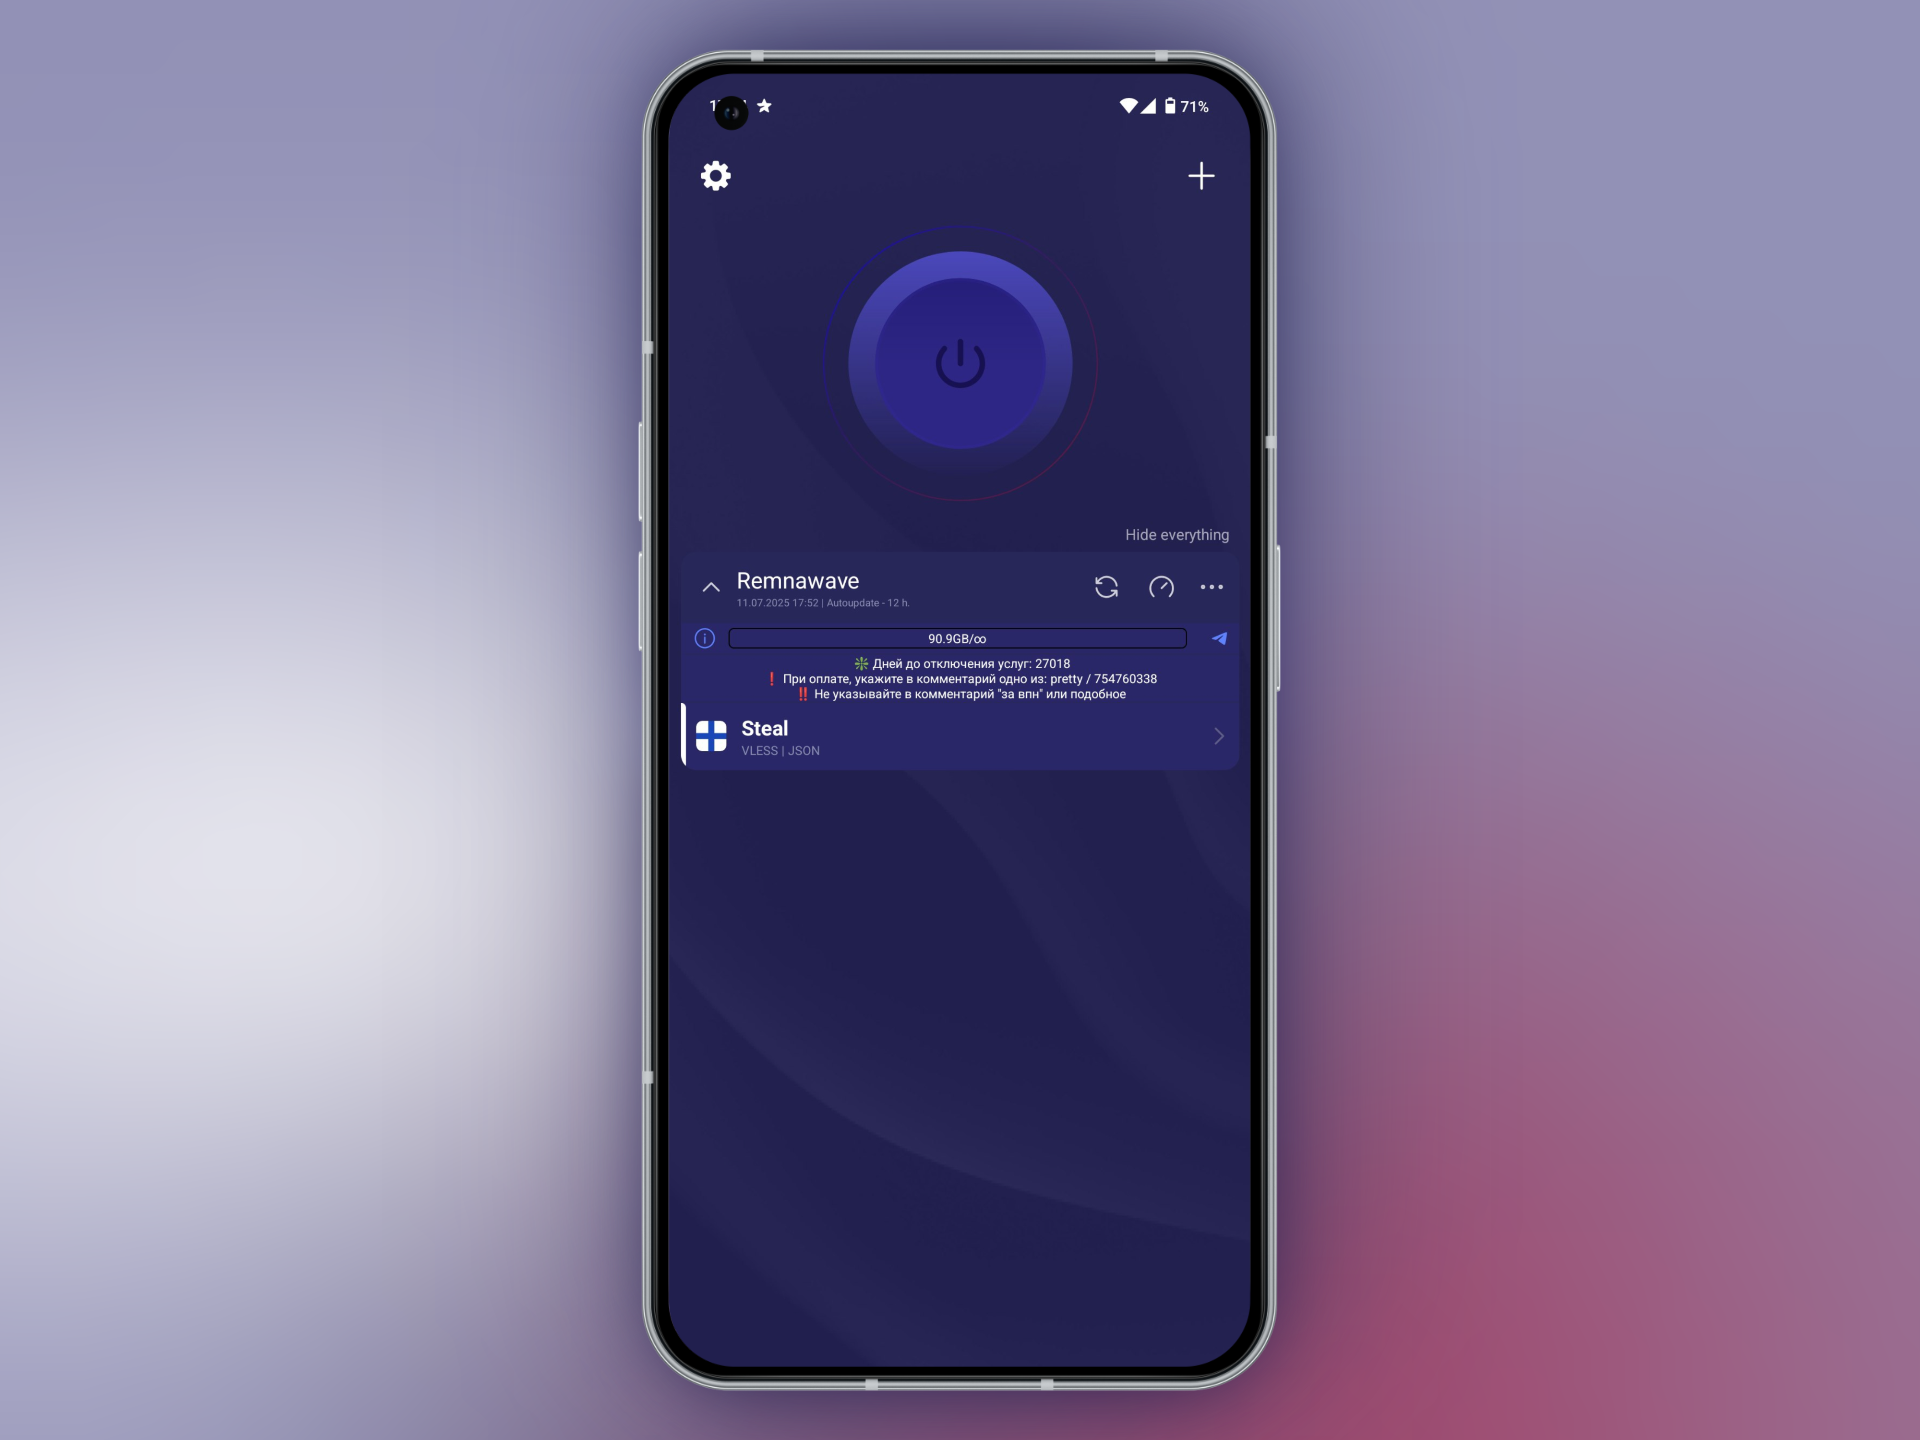 71%
Hide everything
Remnawave
11.07.2025 17:52 | Autoupdate - 12 h.
90.9GB/∞
Дней до отключения услуг: 27018
❗ При оплате, укажите в комментарий одно из: pretty / 754760338
‼ Не указывайте в комментарий "за впн" или подобное
Steal
VLESS | JSON